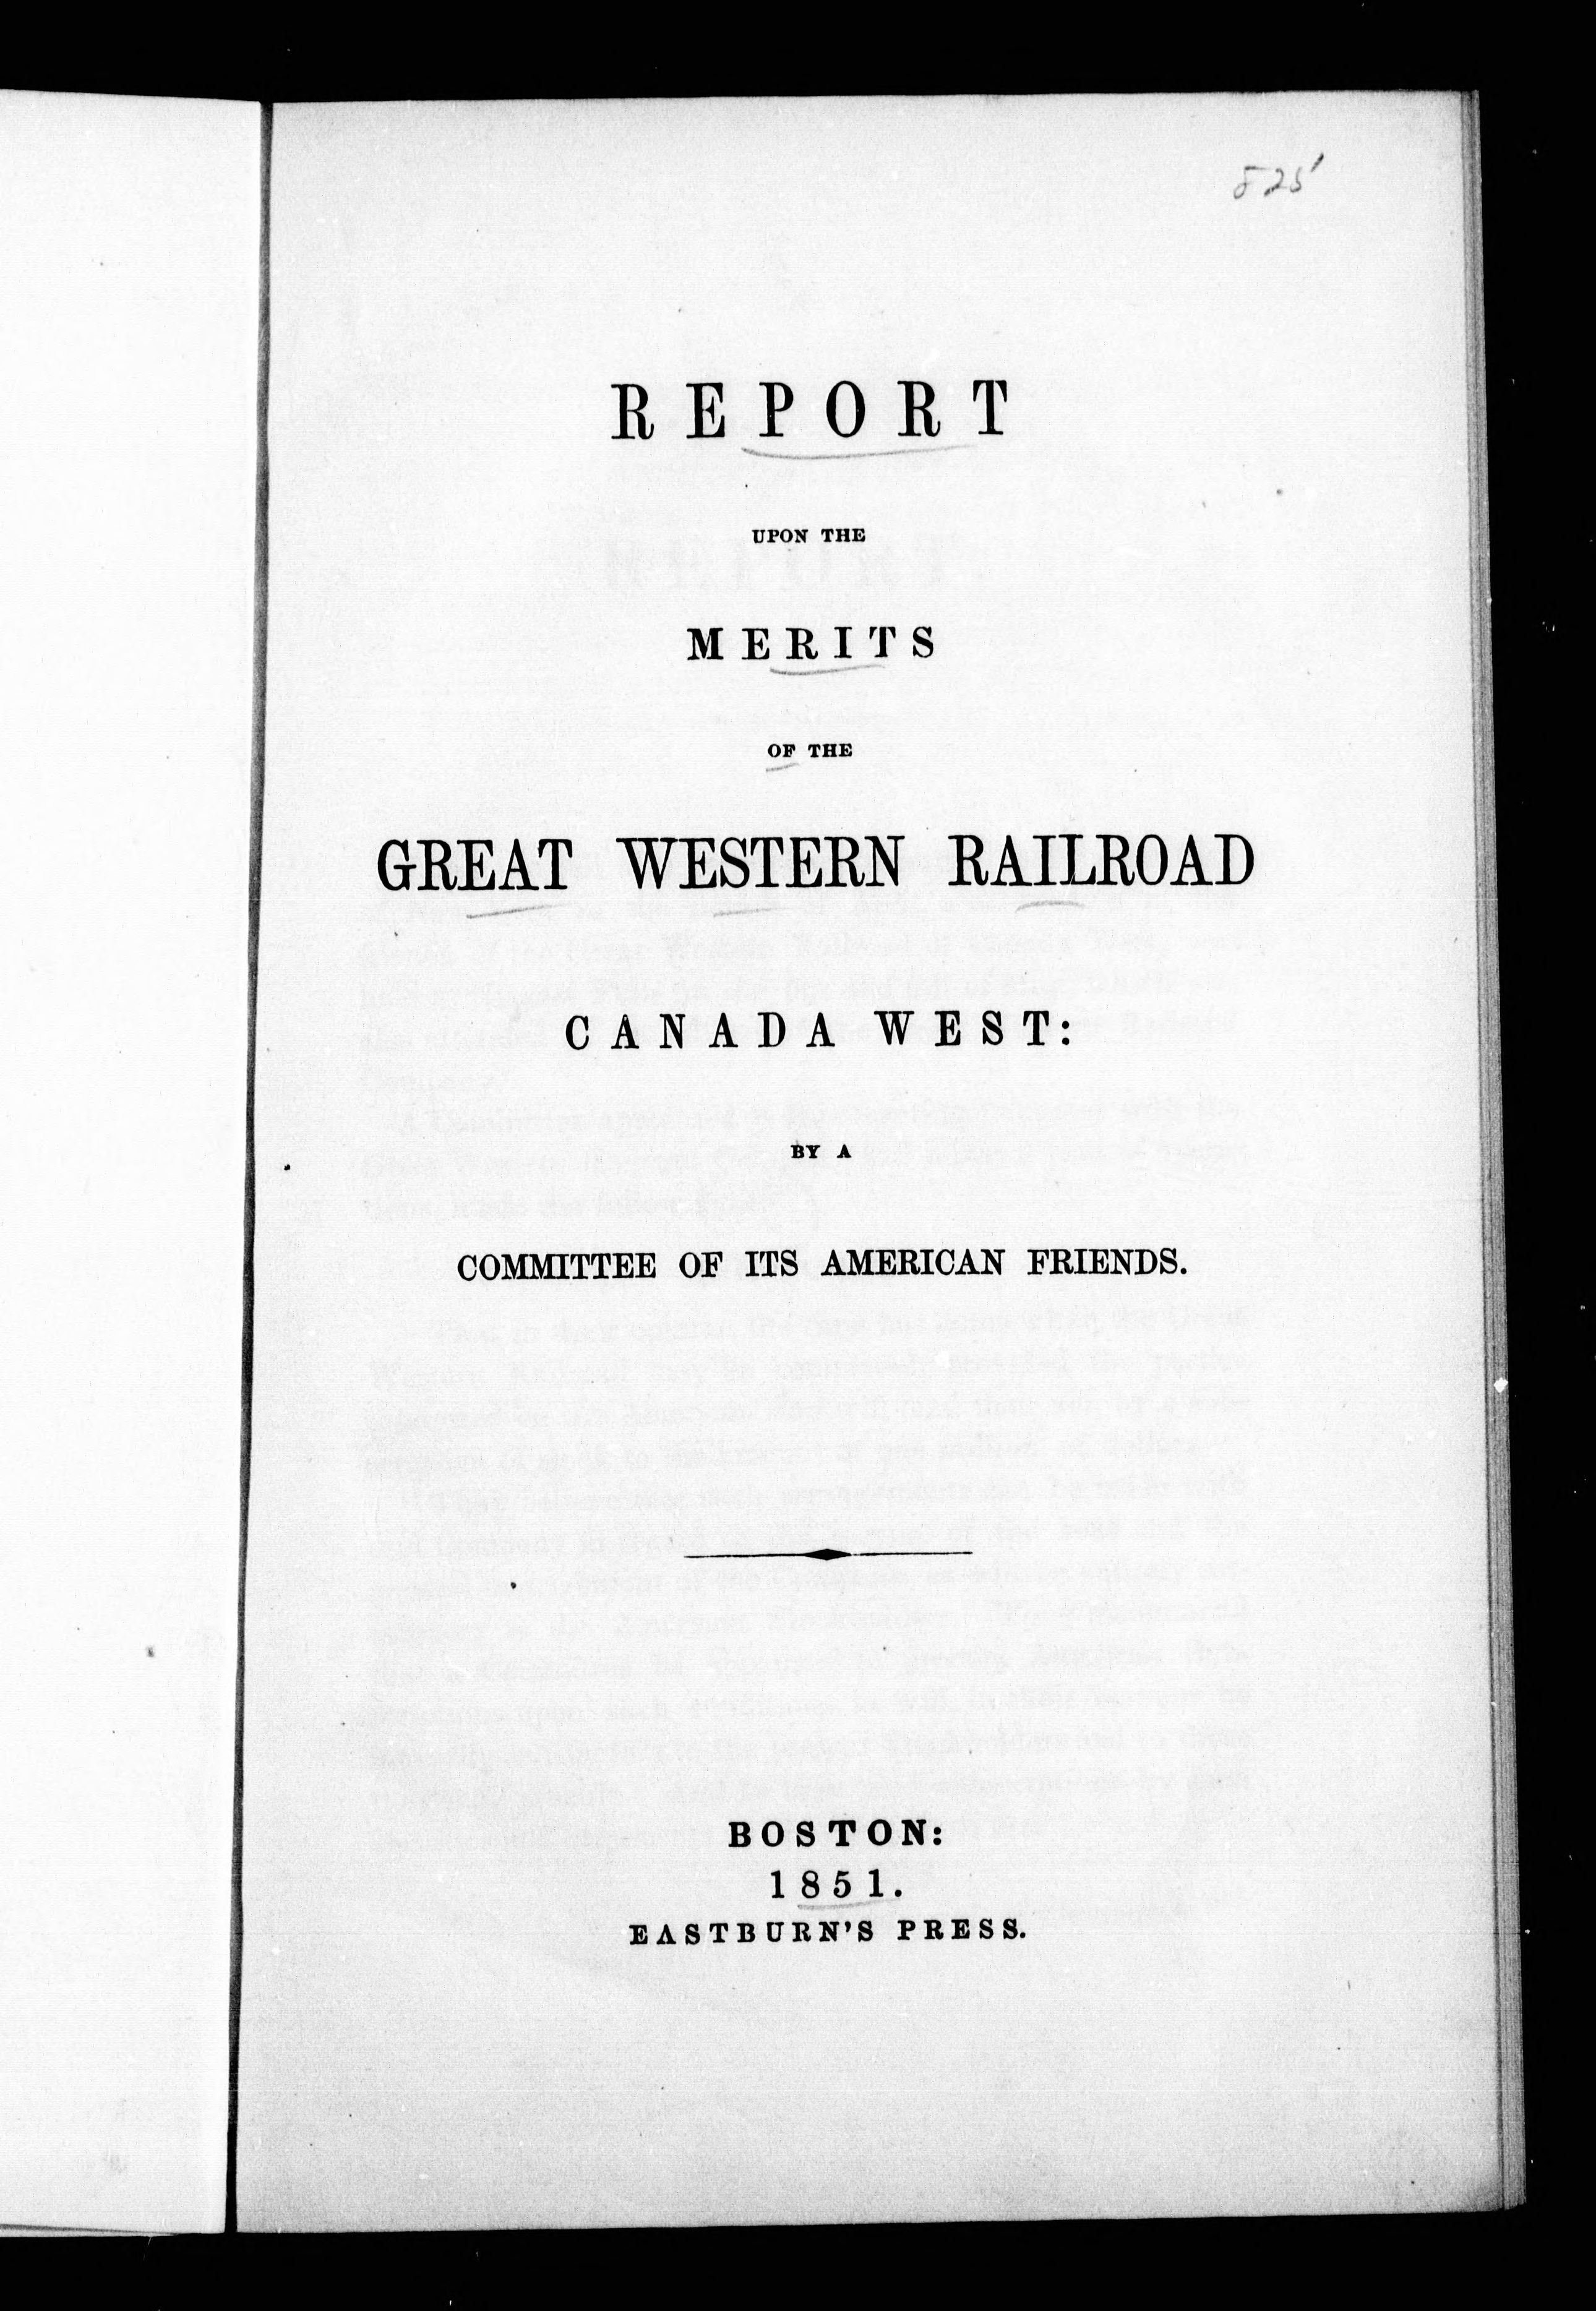 825
REPORT
UPON THE
MERITS
OF THE
GREAT WESTERN RAILROAD
CANADA WEST:
BY A
COMMITTEE OF ITS AMERICAN FRIENDS.
BOSTON:
1851.
EASTBURN'S PRESS.